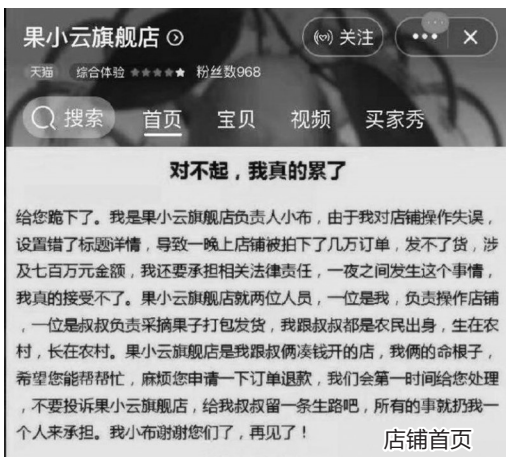 果小云旗舰店
关注
天猫 综合体验 粉丝数968
搜索 首页 宝贝 视频 买家秀
对不起，我真的累了
给您跪下了。我是果小云旗舰店负责人小布，由于我对店铺操作失误，
设置错了标题详情，导致一晚上店铺被拍下了几万订单，发不了货，涉
及七百万元金额，我还要承担相关法律责任，一夜之间发生这个事情，
我真的接受不了。果小云旗舰店就两位人员，一位是我，负责操作店铺
，一位是叔叔负责采摘果子打包发货，我跟叔叔都是农民出身，生在农
村，长在农村。果小云旗舰店是我跟叔俩凑钱开的店，我俩的命根子，
希望您能帮帮忙，麻烦您申请一下订单退款，我们会第一时间给您处理
，不要投诉果小云旗舰店，给我叔叔留一条生路吧，所有的事就扔我一
个人来承担。我小布谢谢您们了，再见了！
店铺首页